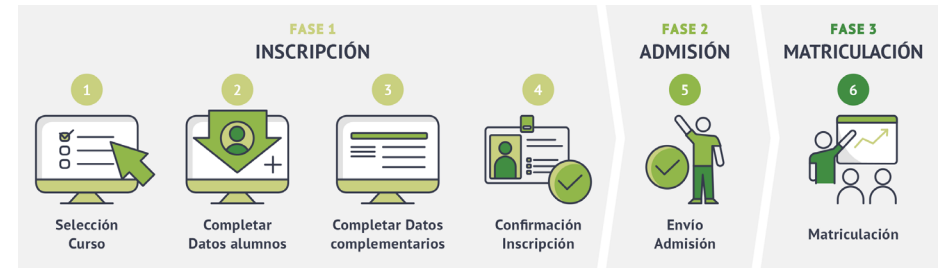 FASE 1
INSCRIPCIÓN
1
Selección
Curso
2
Completar
Datos alumnos
3
Completar Datos
complementarios
4
Confirmación
Inscripción
FASE 2
ADMISIÓN
5
Envío
Admisión
FASE 3
MATRICULACIÓN
6
Matriculación